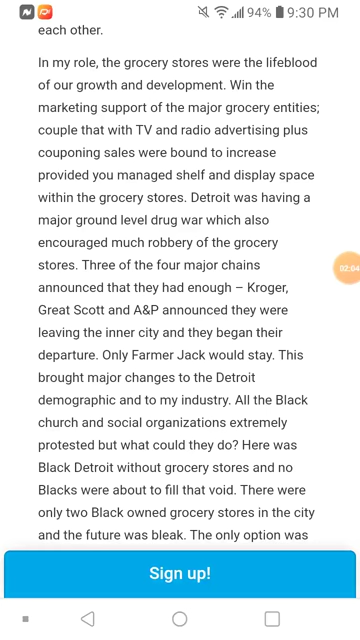 94% 9:30 PM
each other.
In my role, the grocery stores were the lifeblood
of our growth and development. Win the
marketing support of the major grocery entities;
couple that with TV and radio advertising plus
couponing sales were bound to increase
provided you managed shelf and display space
within the grocery stores. Detroit was having a
major ground level drug war which also
encouraged much robbery of the grocery
stores. Three of the four major chains
02:04
announced that they had enough – Kroger,
Great Scott and A&P announced they were
leaving the inner city and they began their
departure. Only Farmer Jack would stay. This
brought major changes to the Detroit
demographic and to my industry. All the Black
church and social organizations extremely
protested but what could they do? Here was
Black Detroit without grocery stores and no
Blacks were about to fill that void. There were
only two Black owned grocery stores in the city
and the future was bleak. The only option was
Sign up!